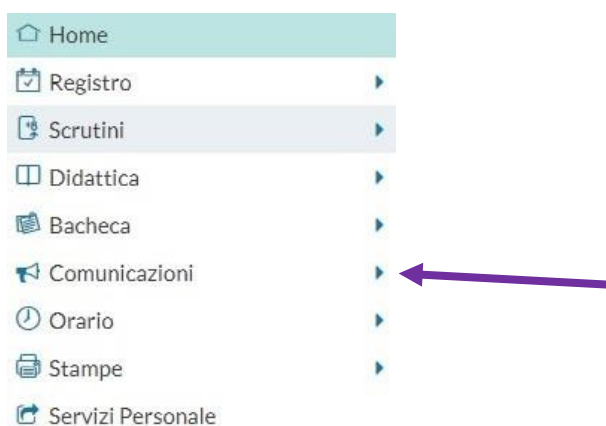 Home
Registro
Scrutini
Didattica
Bacheca
Comunicazioni
Orario
Stampe
Servizi Personale